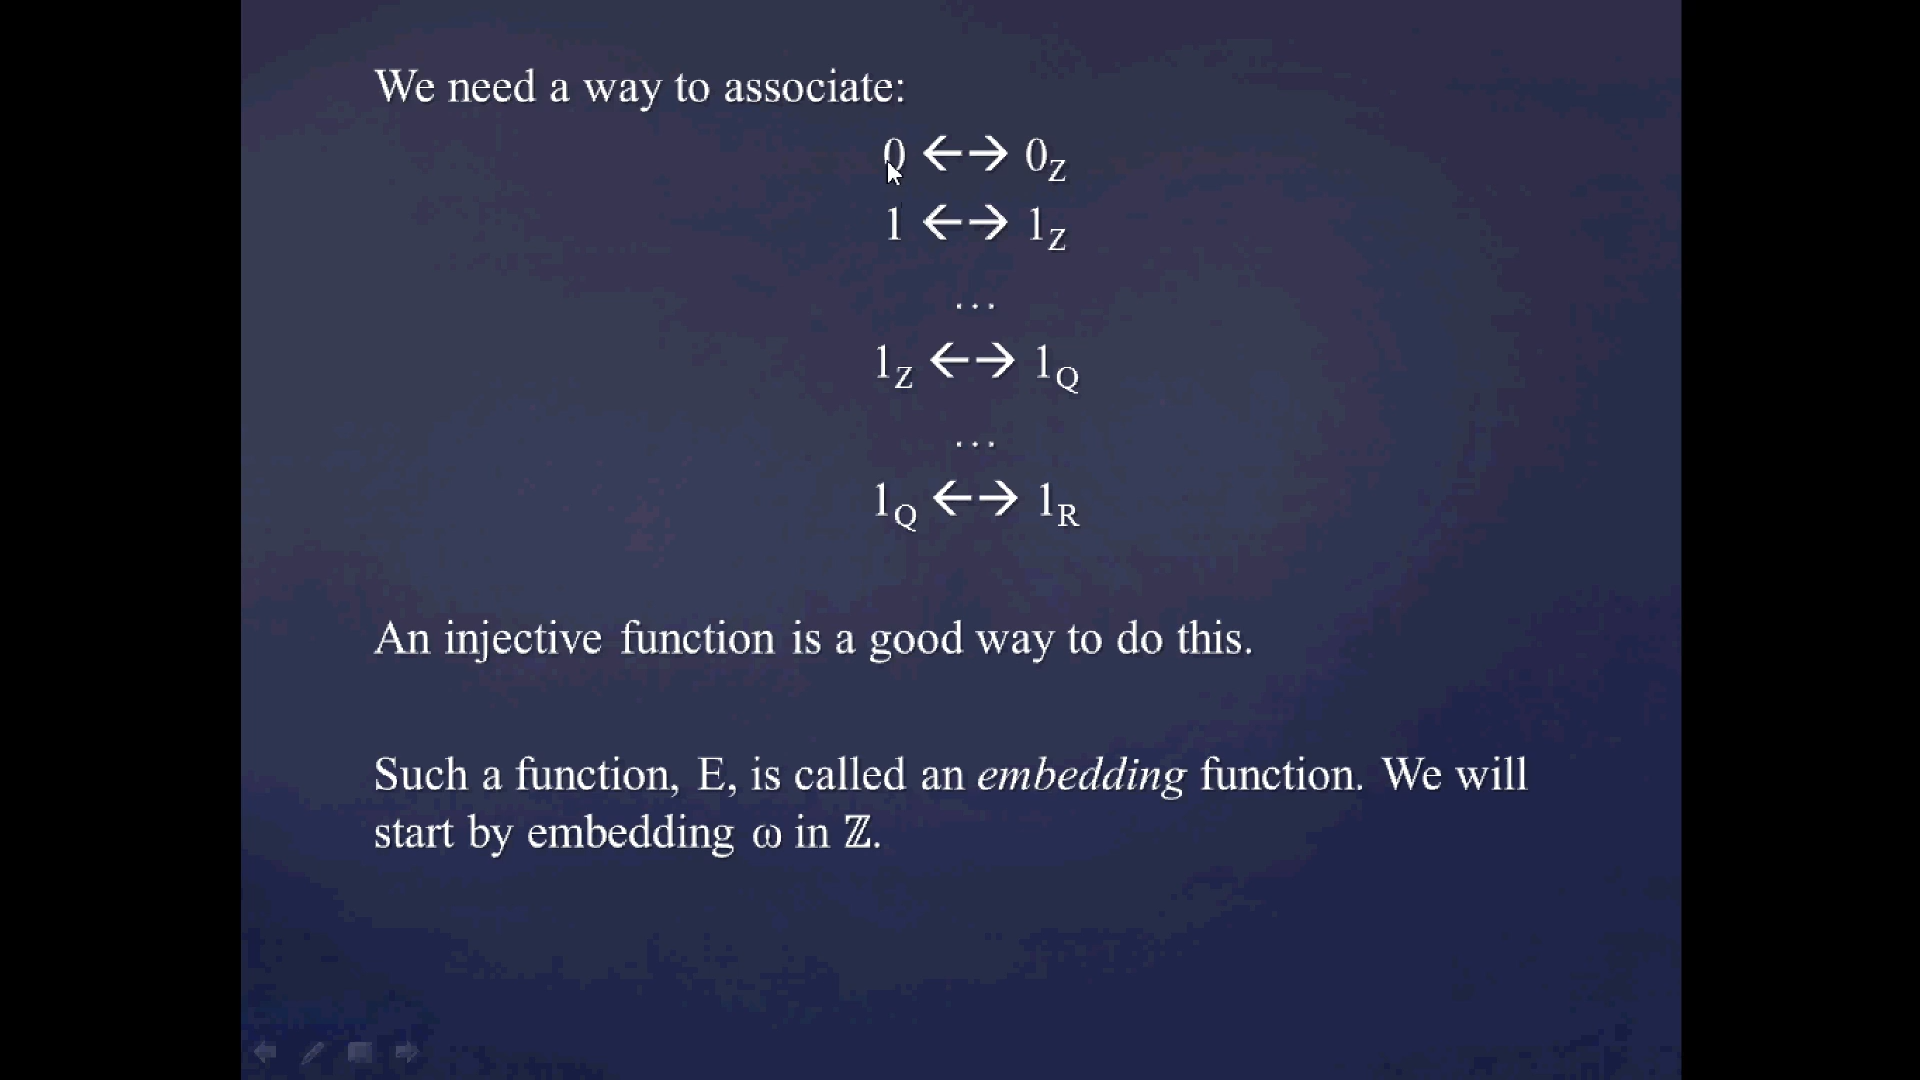 We need a way to associate:
0 ←→ 0Z
1 ←→ 1Z
…
1Z ←→ 1Q
…
1Q ←→ 1R
An injective function is a good way to do this.
Such a function, E, is called an embedding function. We will
start by embedding ω in ℤ.